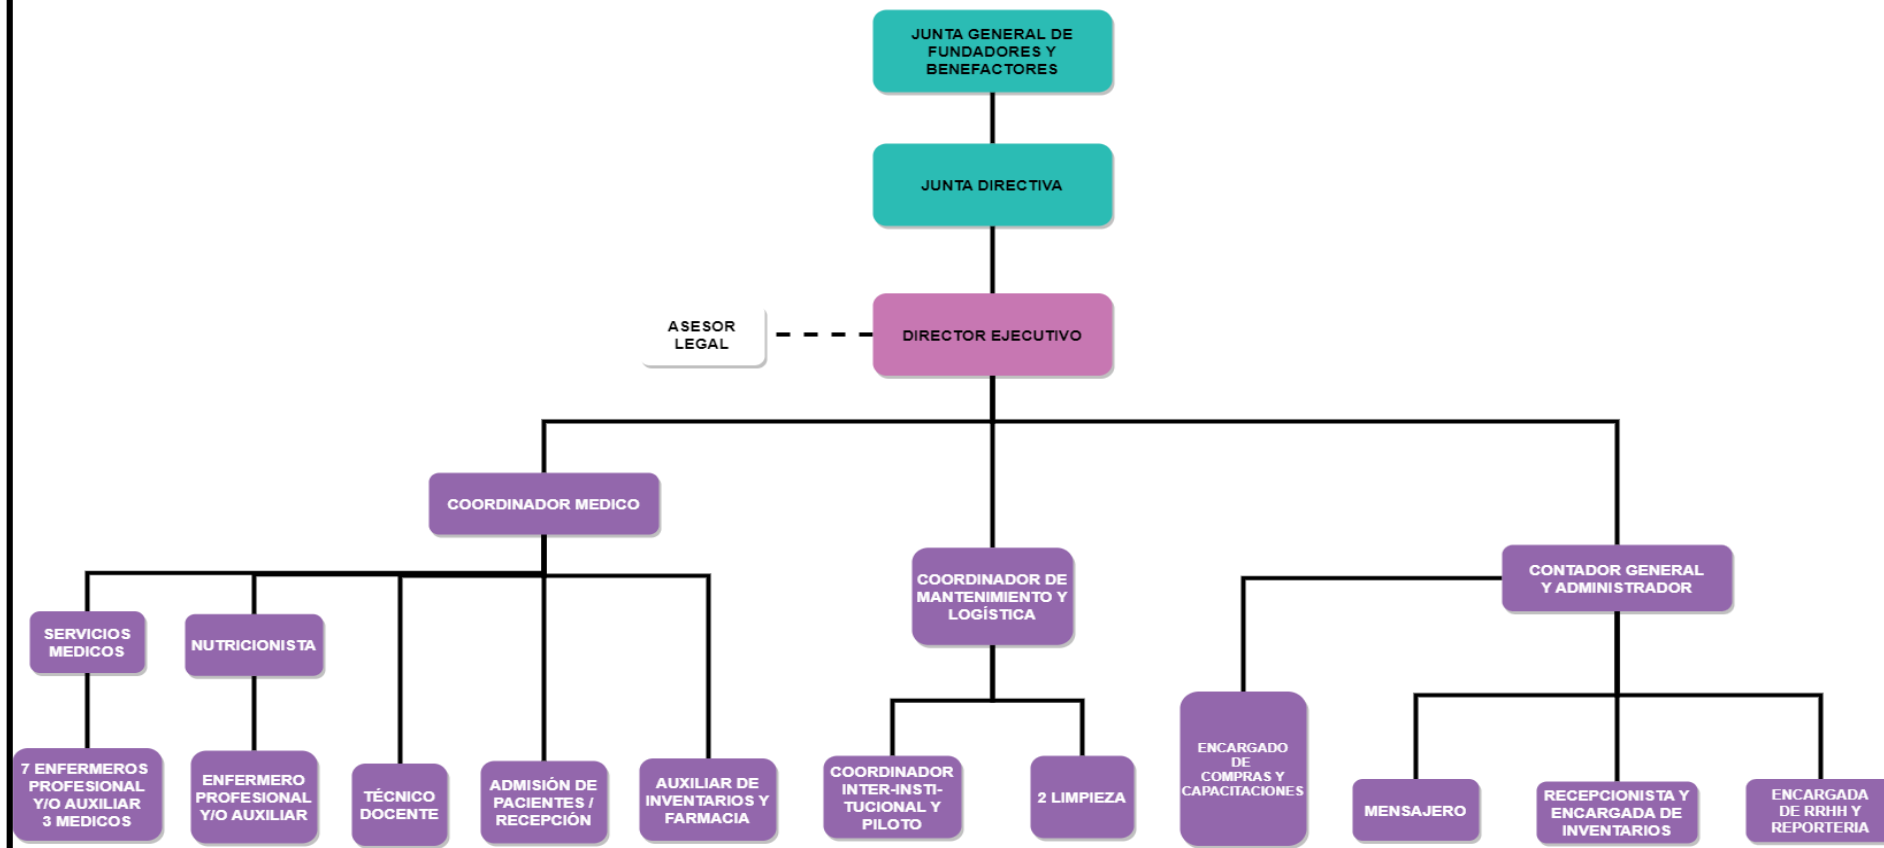 JUNTA GENERAL DE
FUNDADORES Y
BENEFACTORES
JUNTA DIRECTIVA
ASESOR
LEGAL
DIRECTOR EJECUTIVO
COORDINADOR MEDICO
COORDINADOR DE
MANTENIMIENTO Y
LOGÍSTICA
CONTADOR GENERAL
Y ADMINISTRADOR
SERVICIOS
MEDICOS
NUTRICIONISTA
7 ENFERMEROS
PROFESIONAL
Y/O AUXILIAR
3 MEDICOS
ENFERMERO
PROFESIONAL
Y/O AUXILIAR
TÉCNICO
DOCENTE
ADMISIÓN DE
PACIENTES /
RECEPCIÓN
AUXILIAR DE
INVENTARIOS Y
FARMACIA
COORDINADOR
INTER-INSTI-
TUCIONAL Y
PILOTO
2 LIMPIEZA
ENCARGADO
DE
COMPRAS Y
CAPACITACIONES
MENSAJERO
RECEPCIONISTA Y
ENCARGADA DE
INVENTARIOS
ENCARGADA
DE RRHH Y
REPORTERIA